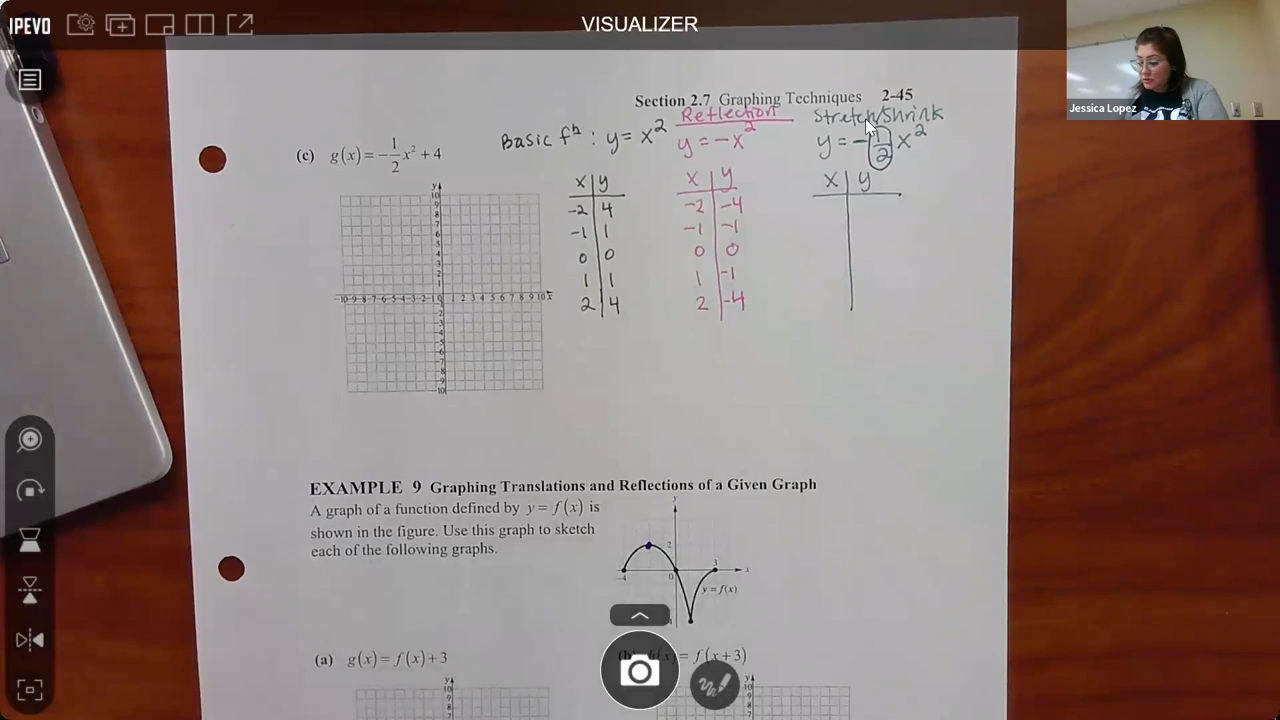 IPEVO
VISUALIZER
Jessica Lopez
Section 2.7 Graphing Techniques 2-45
Reflection
Stretch/Shrink
(c) g(x) = -1/2 x² + 4
Basic fⁿ : y = x²
y = -x²
y = -1/2 x²
x | y
-2 | 4
-1 | 1
0 | 0
1 | 1
2 | 4
x | y
-2 | -4
-1 | -1
0 | 0
1 | -1
2 | -4
x | y
EXAMPLE 9 Graphing Translations and Reflections of a Given Graph
A graph of a function defined by y = f(x) is
shown in the figure. Use this graph to sketch
each of the following graphs.
y
2
-4
0
3
x
y = f(x)
(a) g(x) = f(x) + 3
= f(x+3)